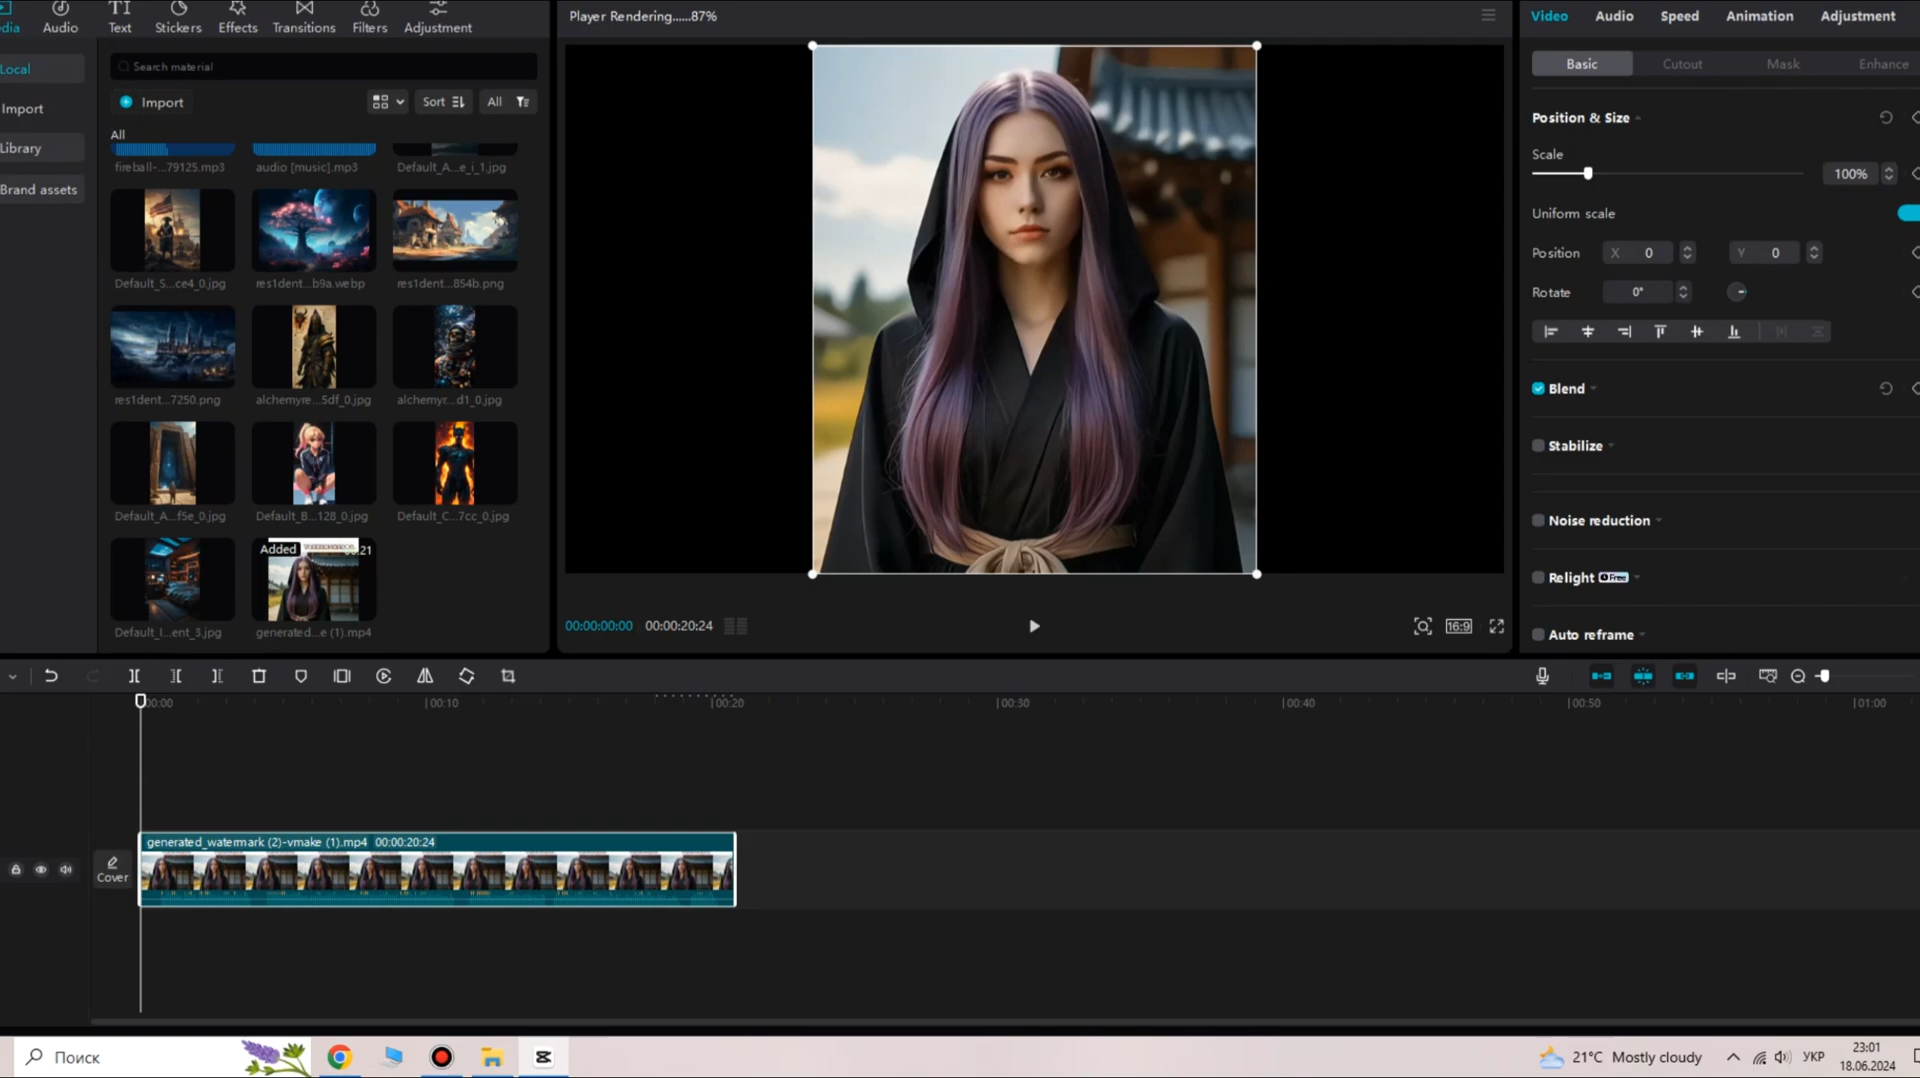 dia
Audio
Text
Stickers
Effects
Transitions
Filters
Adjustment
Local
Import
Library
Brand assets
Search material
Import
Sort
All
All
fireball-...79125.mp3
audio [music].mp3
Default_A...e_i_1.jpg
Default_S...ce4_0.jpg
res1dent...b9a.webp
res1dent...854b.png
res1dent...7250.png
alchemyre...5df_0.jpg
alchemyr...d1_0.jpg
Default_A...f5e_0.jpg
Default_B...128_0.jpg
Default_C...7cc_0.jpg
Added
:21
Default_I...ent_3.jpg
generated...e (1).mp4
Player Rendering......87%
00:00:00:00
00:00:20:24
16:9
Video
Audio
Speed
Animation
Adjustment
Basic
Cutout
Mask
Enhance
Position & Size
Scale
100%
Uniform scale
Position
X 0
Y 0
Rotate
0°
Blend
Stabilize
Noise reduction
Relight Free
Auto reframe
00:00
00:10
00:20
00:30
00:40
00:50
01:00
Cover
generated_watermark (2)-vmake (1).mp4 00:00:20:24
Поиск
21°C Mostly cloudy
УКР
23:01
18.06.2024